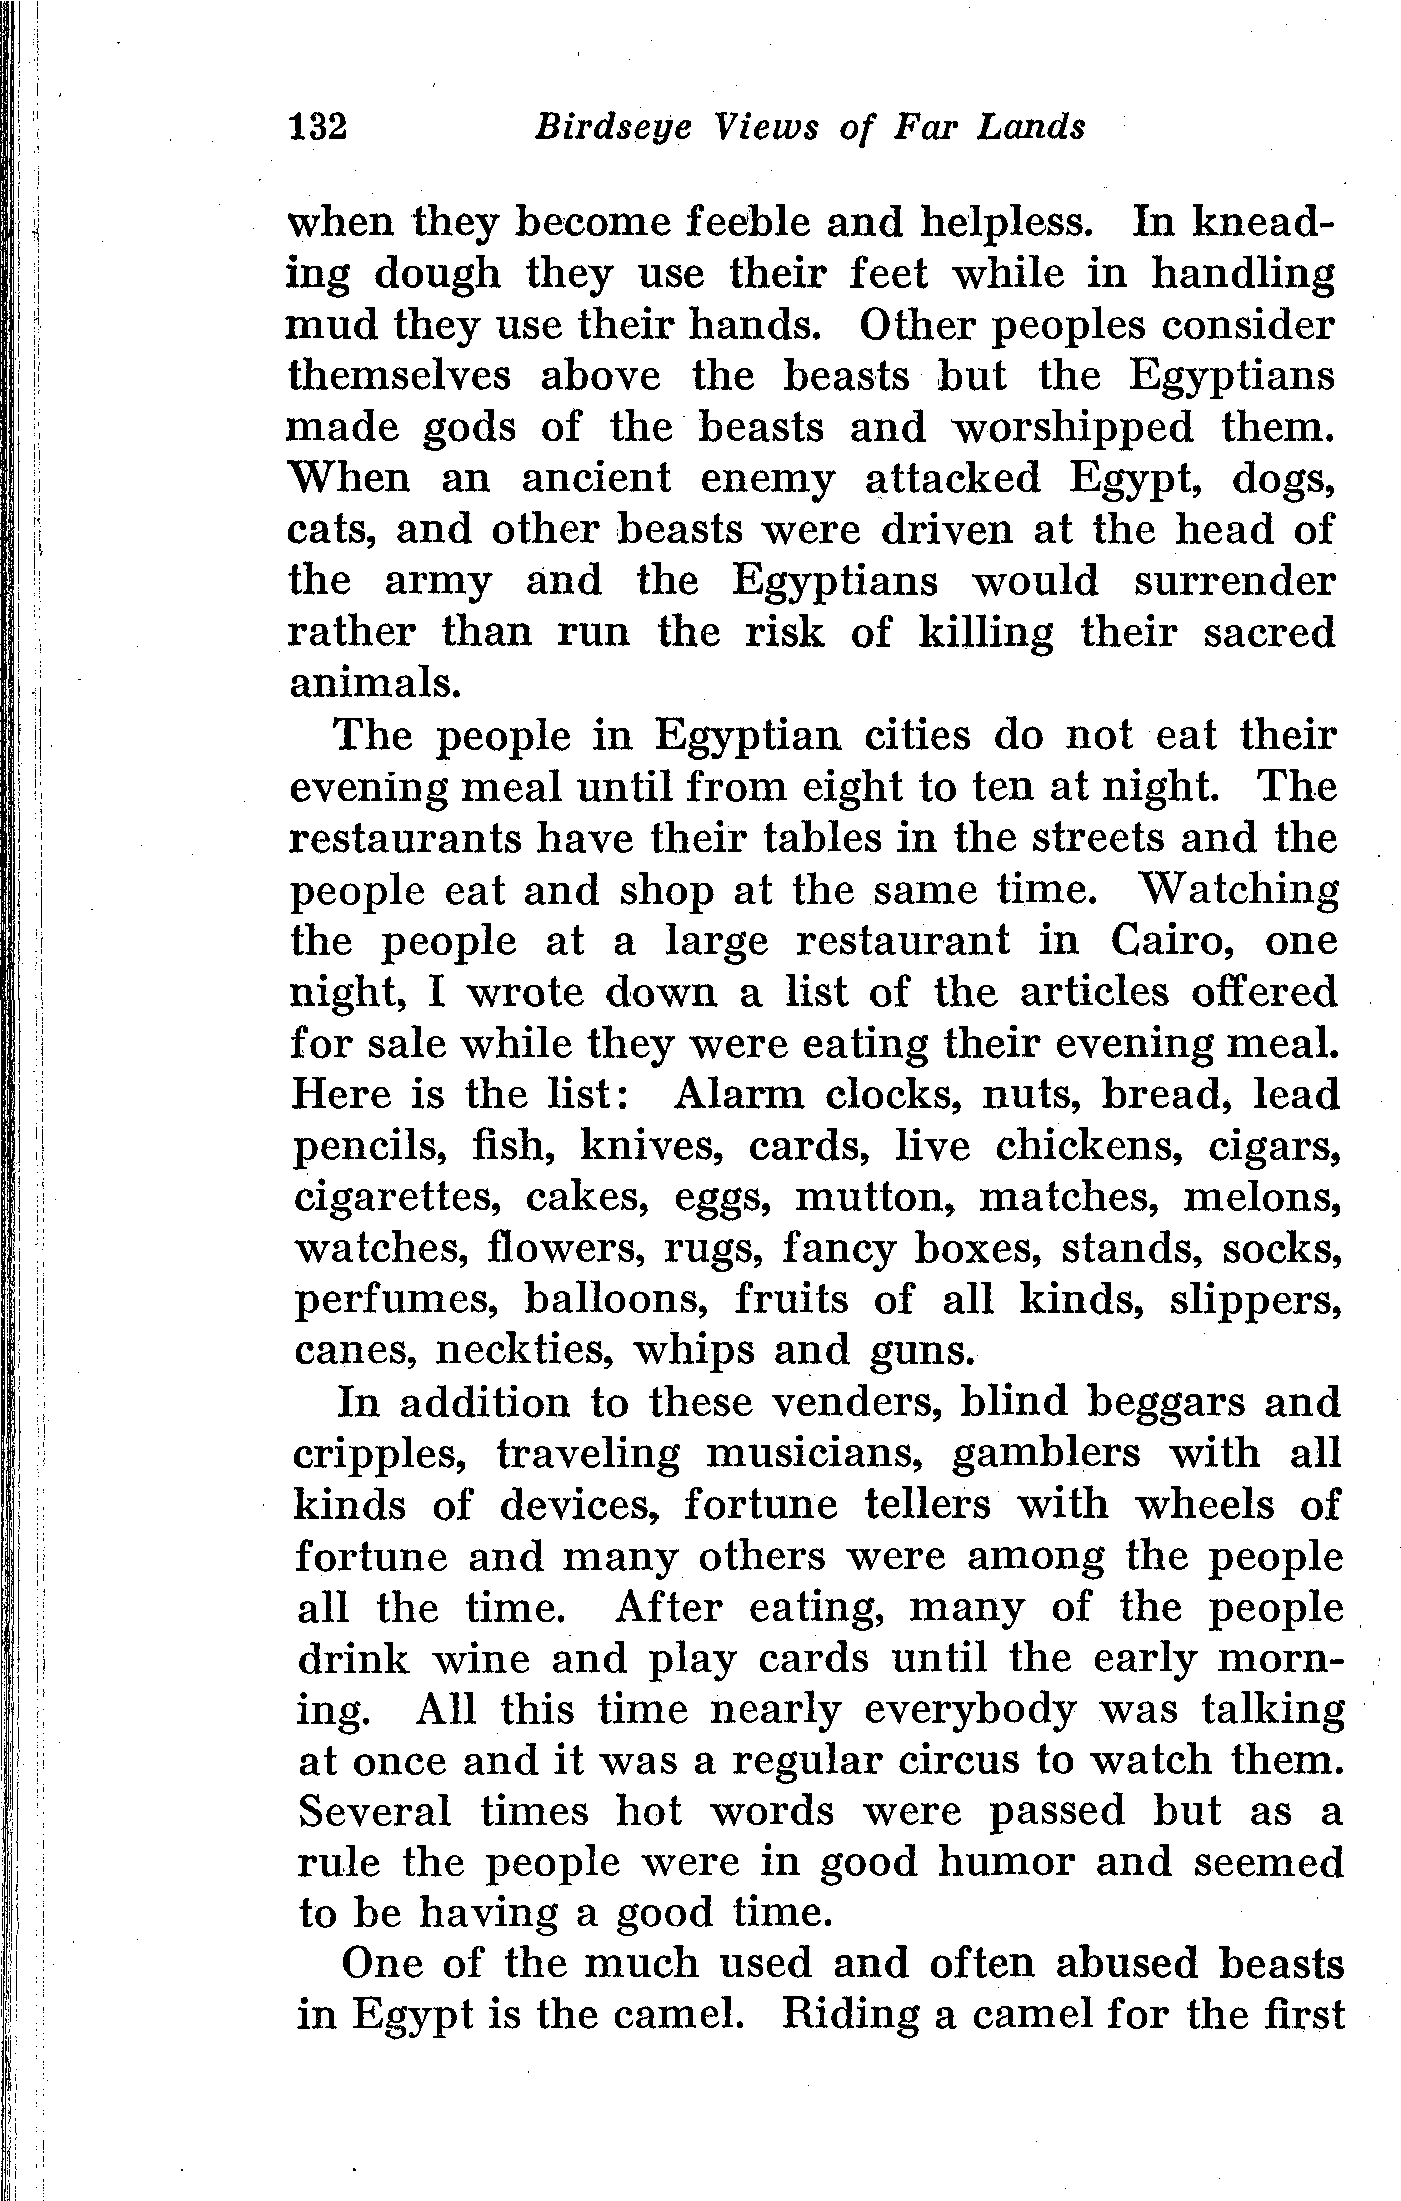 132 Birdseye Views of Far Lands
when they become feeble and helpless. In knead-
ing dough they use their feet while in handling
mud they use their hands. Other peoples consider
themselves above the beasts but the Egyptians
made gods of the beasts and worshipped them.
When an ancient enemy attacked Egypt, dogs,
cats, and other beasts were driven at the head of
the army and the Egyptians would surrender
rather than run the risk of killing their sacred
animals.
The people in Egyptian cities do not eat their
evening meal until from eight to ten at night. The
restaurants have their tables in the streets and the
people eat and shop at the same time. Watching
the people at a large restaurant in Cairo, one
night, I wrote down a list of the articles offered
for sale while they were eating their evening meal.
Here is the list: Alarm clocks, nuts, bread, lead
pencils, fish, knives, cards, live chickens, cigars,
cigarettes, cakes, eggs, mutton, matches, melons,
watches, flowers, rugs, fancy boxes, stands, socks,
perfumes, balloons, fruits of all kinds, slippers,
canes, neckties, whips and guns.
In addition to these venders, blind beggars and
cripples, traveling musicians, gamblers with all
kinds of devices, fortune tellers with wheels of
fortune and many others were among the people
all the time. After eating, many of the people
drink wine and play cards until the early morn-
ing. All this time nearly everybody was talking
at once and it was a regular circus to watch them.
Several times hot words were passed but as a
rule the people were in good humor and seemed
to be having a good time.
One of the much used and often abused beasts
in Egypt is the camel. Riding a camel for the first